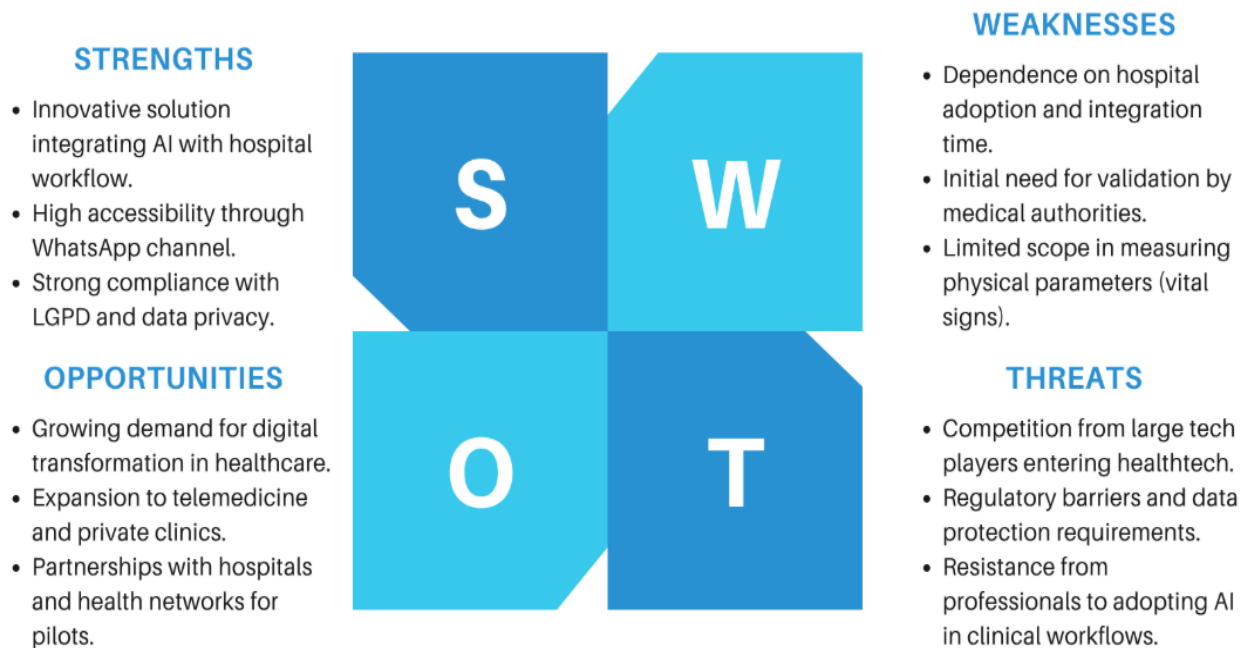 STRENGTHS
• Innovative solution
integrating AI with hospital
workflow.
• High accessibility through
WhatsApp channel.
• Strong compliance with
LGPD and data privacy.
OPPORTUNITIES
• Growing demand for digital
transformation in healthcare.
• Expansion to telemedicine
and private clinics.
• Partnerships with hospitals
and health networks for
pilots.
S
W
O
T
WEAKNESSES
• Dependence on hospital
adoption and integration
time.
• Initial need for validation by
medical authorities.
• Limited scope in measuring
physical parameters (vital
signs).
THREATS
• Competition from large tech
players entering healthtech.
• Regulatory barriers and data
protection requirements.
• Resistance from
professionals to adopting AI
in clinical workflows.